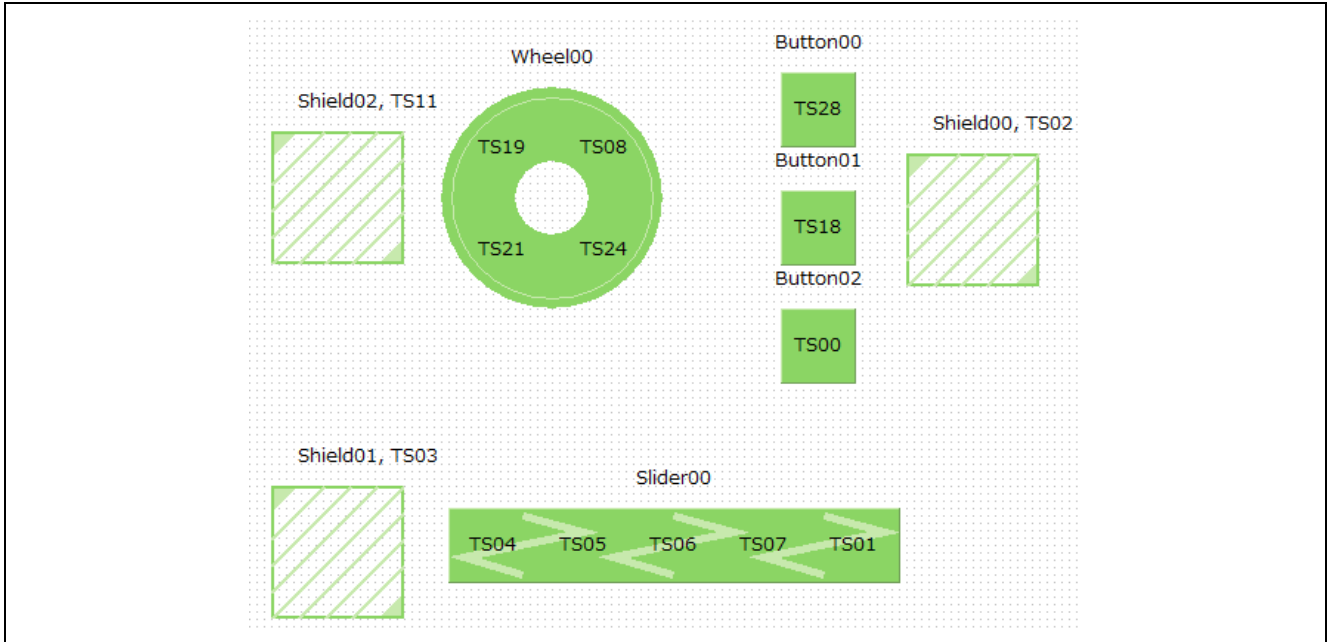 Button00
Wheel00
Shield02, TS11
TS28
Shield00, TS02
TS19 TS08
Button01
TS18
TS21 TS24
Button02
TS00
Shield01, TS03
Slider00
TS04 TS05 TS06 TS07 TS01